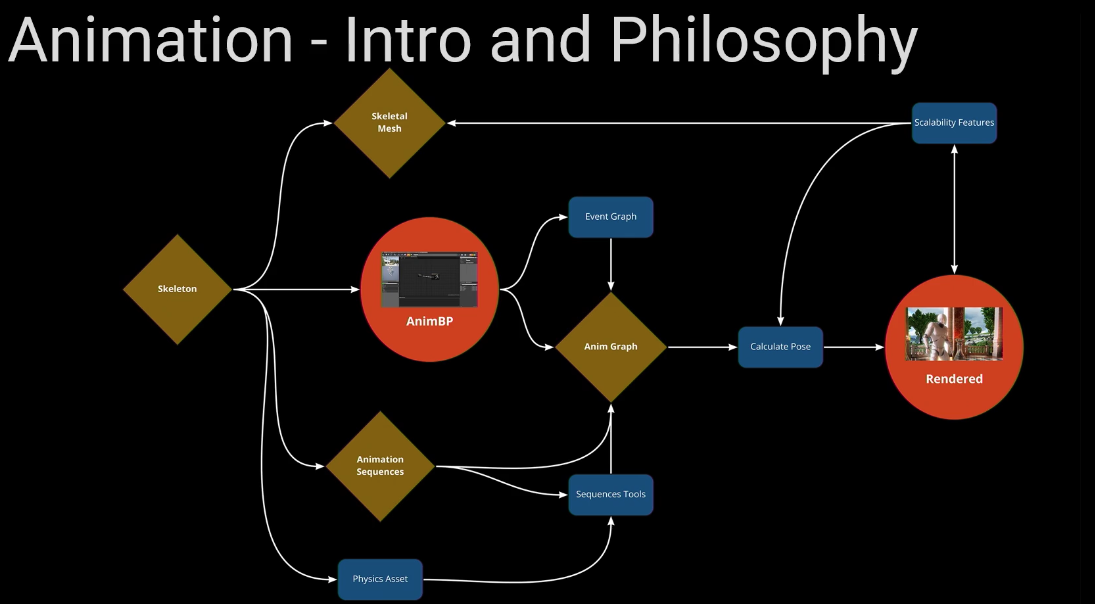 Animation - Intro and Philosophy
Skeletal
Mesh
Scalability Features
Event Graph
Skeleton
AnimBP
Anim Graph
Calculate Pose
Rendered
Animation
Sequences
Sequences Tools
Physics Asset